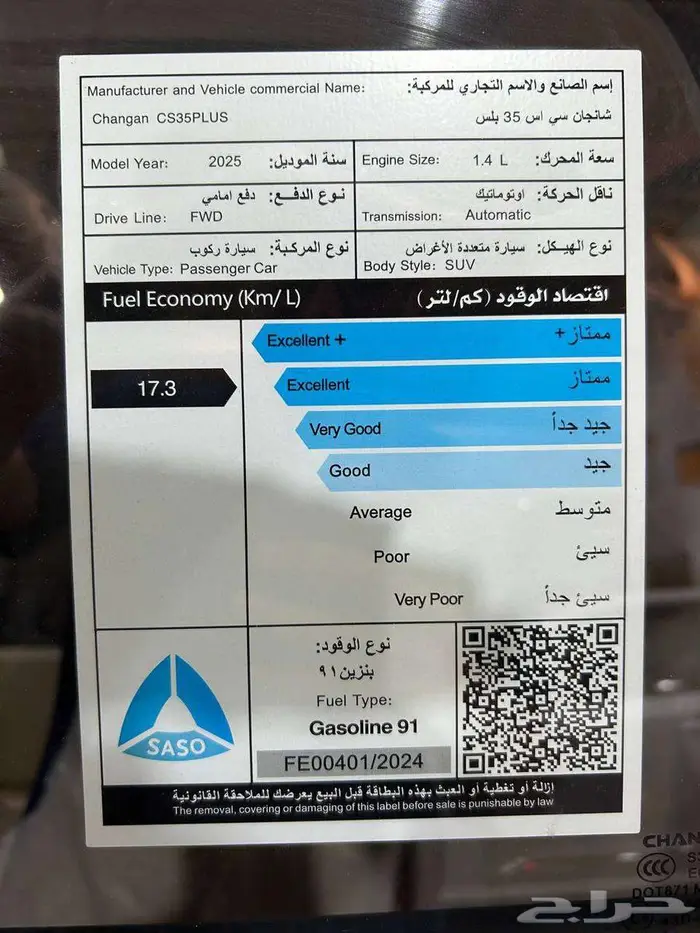 Manufacturer and Vehicle commercial Name: إسم الصانع والاسم التجاري للمركبة:
Changan CS35PLUS شانجان سي اس 35 بلس
Model Year: 2025 سنة الموديل: Engine Size: 1.4 L سعة المحرك:
نوع الدفع: دفع امامي ناقل الحركة: اوتوماتيك
Drive Line: FWD Transmission: Automatic
نوع المركبة: سيارة ركوب نوع الهيكل: سيارة متعددة الأغراض
Vehicle Type: Passenger Car Body Style: SUV
Fuel Economy (Km/ L) اقتصاد الوقود (كم/لتر)
Excellent + ممتاز+
17.3 Excellent ممتاز
Very Good جيد جداً
Good جيد
Average متوسط
Poor سيئ
Very Poor سيئ جداً
نوع الوقود:
بنزين ٩١
Fuel Type:
Gasoline 91
SASO
FE00401/2024
إزالة أو تغطية أو العبث بهذه البطاقة قبل البيع يعرضك للملاحقة القانونية
The removal, covering or damaging of this label before sale is punishable by law
CHAN
CCC
DOT671
حراج